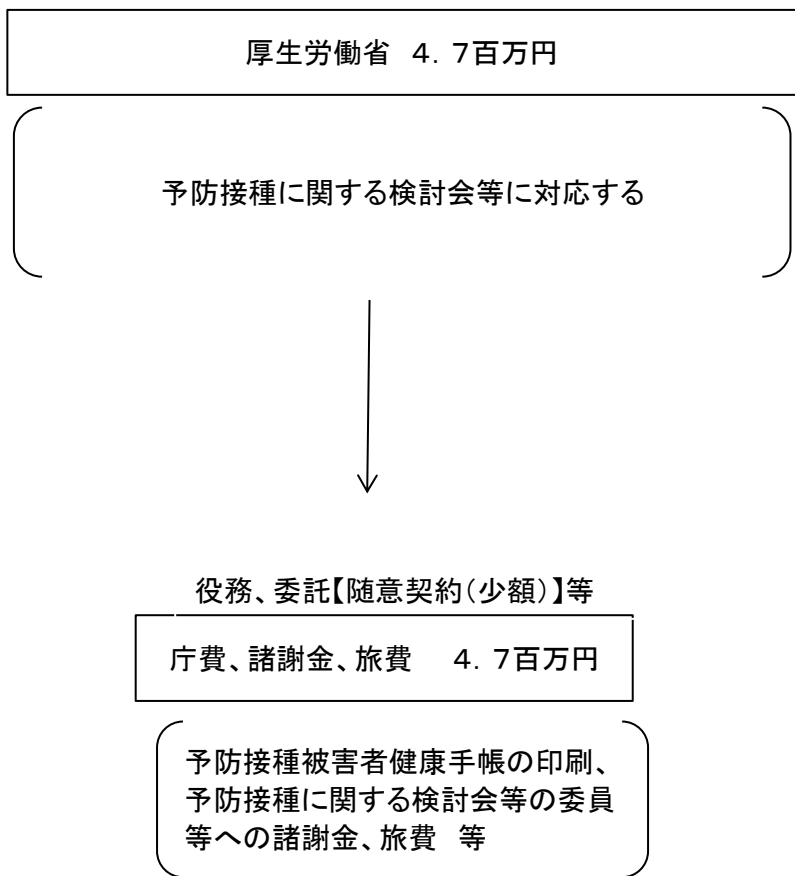 厚生労働省 4.7百万円
予防接種に関する検討会等に対応する
役務、委託【随意契約(少額)】等
庁費、諸謝金、旅費 4.7百万円
予防接種被害者健康手帳の印刷、
予防接種に関する検討会等の委員
等への諸謝金、旅費 等